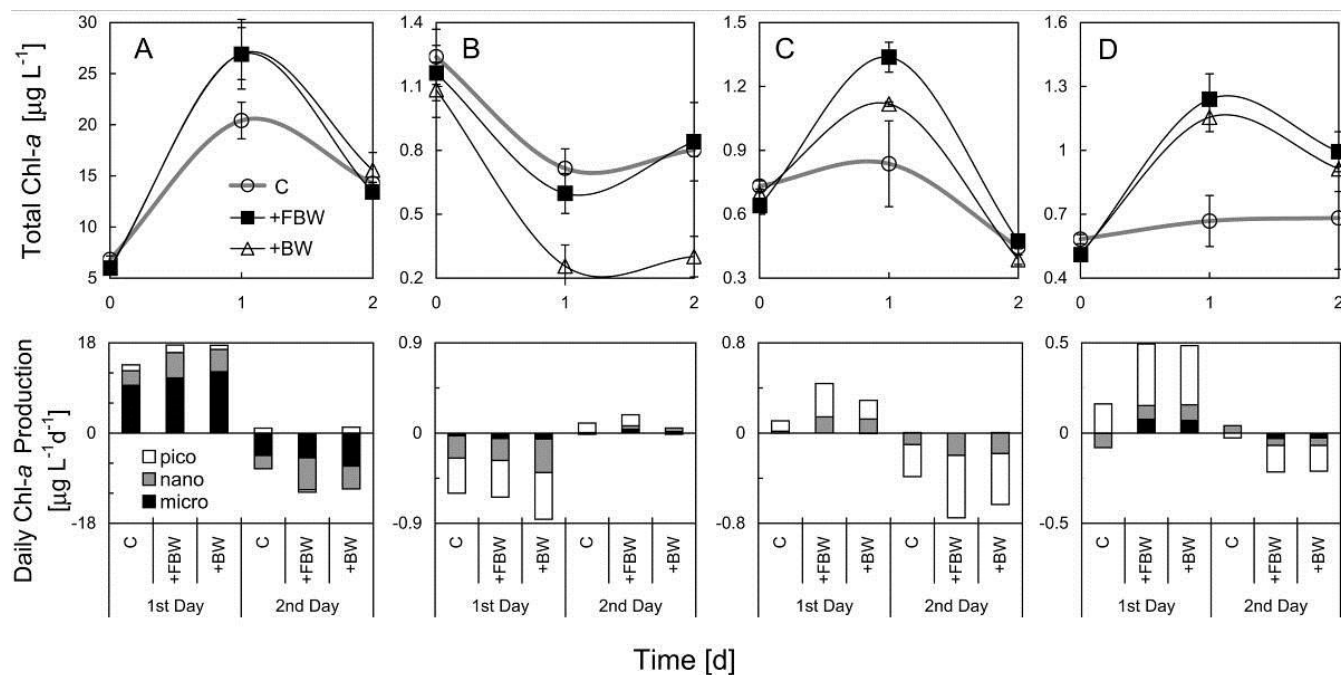 Total Chl-a [µg L⁻¹]
A
30
25
20
15
10
5
0
1
2
C
+FBW
+BW
B
1.4
1.1
0.8
0.5
0.2
0
1
2
C
1.5
1.2
0.9
0.6
0.3
0
1
2
D
1.6
1.3
1
0.7
0.4
0
1
2
Daily Chl-a Production
[µg L⁻¹d⁻¹]
18
0
-18
pico
nano
micro
C
+FBW
+BW
C
+FBW
+BW
1st Day
2nd Day
0.9
0
-0.9
C
+FBW
+BW
C
+FBW
+BW
1st Day
2nd Day
0.8
0
-0.8
C
+FBW
+BW
C
+FBW
+BW
1st Day
2nd Day
0.5
0
-0.5
C
+FBW
+BW
C
+FBW
+BW
1st Day
2nd Day
Time [d]